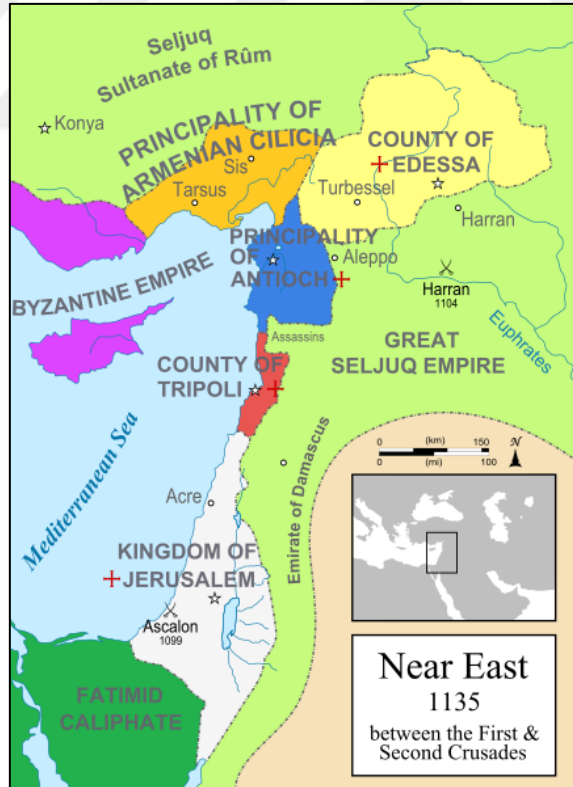 Seljuq
Sultanate of Rûm
Konya
PRINCIPALITY OF
ARMENIAN CILICIA
Sis
Tarsus
COUNTY OF
EDESSA
Turbessel
Harran
PRINCIPALITY
OF
ANTIOCH
Aleppo
Harran
1104
BYZANTINE EMPIRE
Euphrates
Assassins
GREAT
SELJUQ EMPIRE
COUNTY OF
TRIPOLI
Mediterranean Sea
Emirate of Damascus
0 (km) 150
0 (mi) 100
N
Acre
KINGDOM OF
JERUSALEM
Ascalon
1099
FATIMID
CALIPHATE
Near East
1135
between the First &
Second Crusades